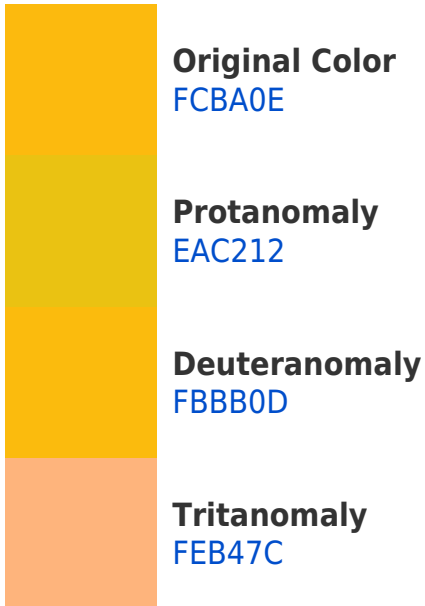 Original Color
FCBA0E
Protanomaly
EAC212
Deuteranomaly
FBBB0D
Tritanomaly
FEB47C